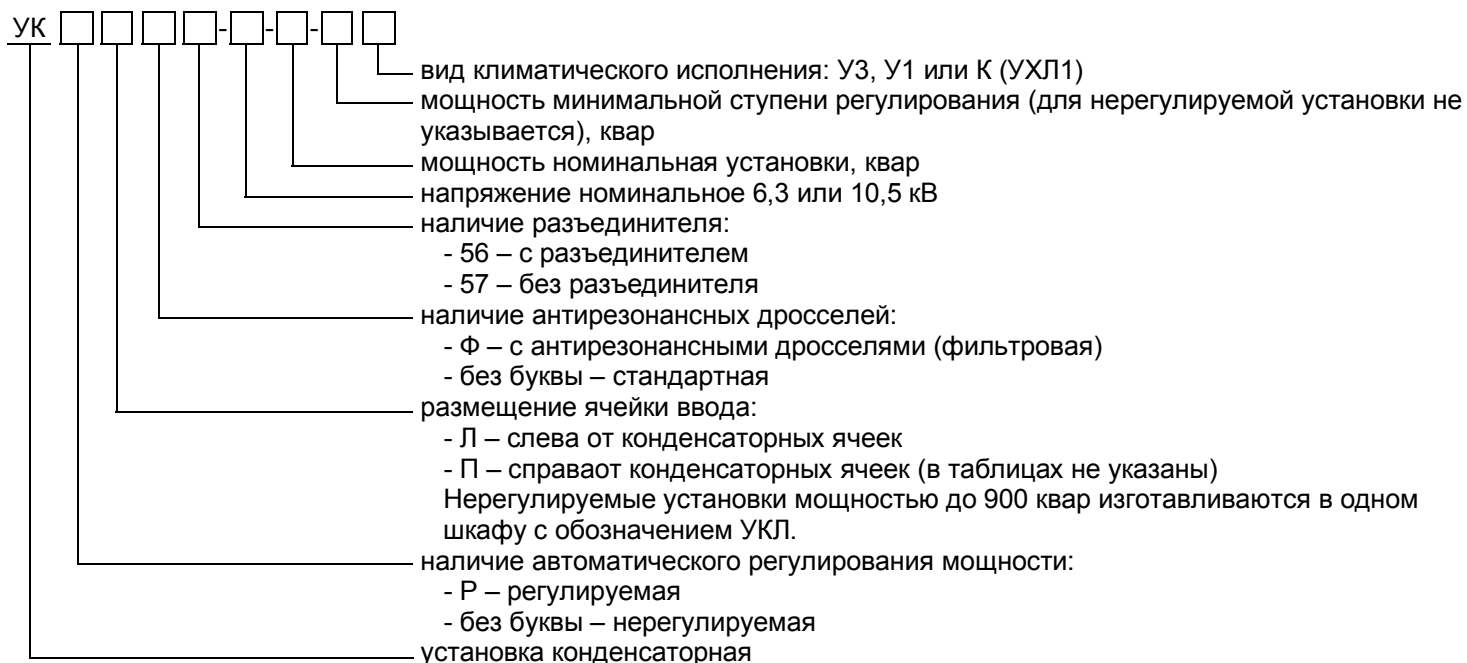 УК - - -
вид климатического исполнения: У3, У1 или К (УХЛ1)
мощность минимальной ступени регулирования (для нерегулируемой установки не
указывается), квар
мощность номинальная установки, квар
напряжение номинальное 6,3 или 10,5 кВ
наличие разъединителя:
- 56 – с разъединителем
- 57 – без разъединителя
наличие антирезонансных дросселей:
- Ф – с антирезонансными дросселями (фильтровая)
- без буквы – стандартная
размещение ячейки ввода:
- Л – слева от конденсаторных ячеек
- П – справаот конденсаторных ячеек (в таблицах не указаны)
Нерегулируемые установки мощностью до 900 квар изготавливаются в одном
шкафу с обозначением УКЛ.
наличие автоматического регулирования мощности:
- Р – регулируемая
- без буквы – нерегулируемая
установка конденсаторная